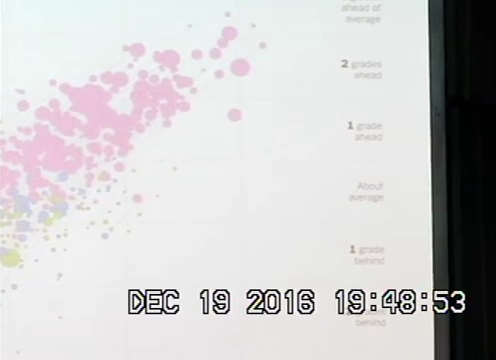 ahead of
average
2 grades
ahead
1 grade
ahead
About
average
1 grade
behind
DEC 19 2016 19:48:53
behind